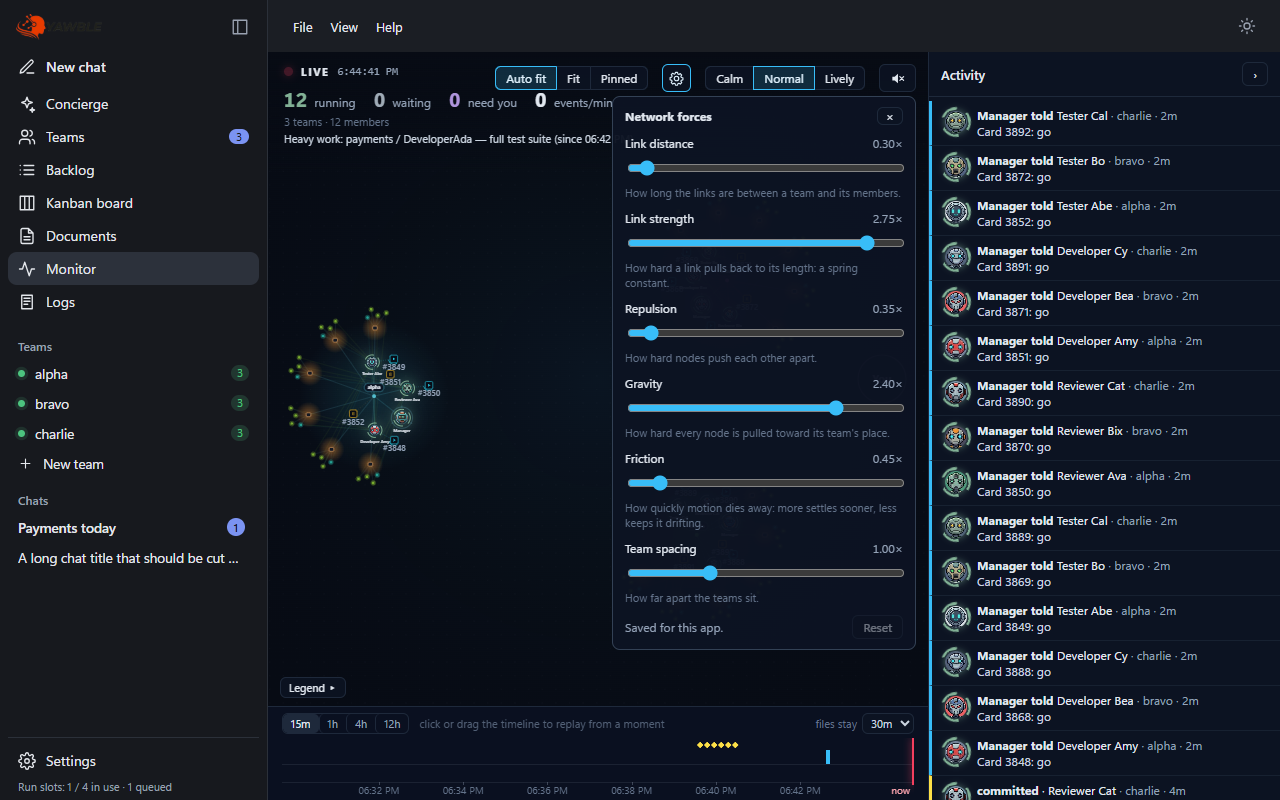 File View Help
New chat
Concierge
Teams 3
Backlog
Kanban board
Documents
Monitor
Logs
Teams
alpha 3
bravo 3
charlie 3
New team
Chats
Payments today 1
A long chat title that should be cut ...
Settings
Run slots: 1 / 4 in use · 1 queued
LIVE 6:44:41 PM
Auto fit Fit Pinned
Calm Normal Lively
12 running 0 waiting 0 need you 0 events/min
3 teams · 12 members
Heavy work: payments / DeveloperAda — full test suite (since 06:42
Network forces
Link distance 0.30×
How long the links are between a team and its members.
Link strength 2.75×
How hard a link pulls back to its length: a spring
constant.
Repulsion 0.35×
How hard nodes push each other apart.
Gravity 2.40×
How hard every node is pulled toward its team's place.
Friction 0.45×
How quickly motion dies away: more settles sooner, less
keeps it drifting.
Team spacing 1.00×
How far apart the teams sit.
Saved for this app. Reset
#3849
Tester Abe
#3851
alpha
#3850
Reviewer Ava
#3852
Manager
Developer Amy
#3848
Legend
15m 1h 4h 12h click or drag the timeline to replay from a moment files stay 30m
06:32 PM 06:34 PM 06:36 PM 06:38 PM 06:40 PM 06:42 PM now
Activity
Manager told Tester Cal · charlie · 2m
Card 3892: go
Manager told Tester Bo · bravo · 2m
Card 3872: go
Manager told Tester Abe · alpha · 2m
Card 3852: go
Manager told Developer Cy · charlie · 2m
Card 3891: go
Manager told Developer Bea · bravo · 2m
Card 3871: go
Manager told Developer Amy · alpha · 2m
Card 3851: go
Manager told Reviewer Cat · charlie · 2m
Card 3890: go
Manager told Reviewer Bix · bravo · 2m
Card 3870: go
Manager told Reviewer Ava · alpha · 2m
Card 3850: go
Manager told Tester Cal · charlie · 2m
Card 3889: go
Manager told Tester Bo · bravo · 2m
Card 3869: go
Manager told Tester Abe · alpha · 2m
Card 3849: go
Manager told Developer Cy · charlie · 2m
Card 3888: go
Manager told Developer Bea · bravo · 2m
Card 3868: go
Manager told Developer Amy · alpha · 2m
Card 3848: go
committed · Reviewer Cat · charlie · 4m